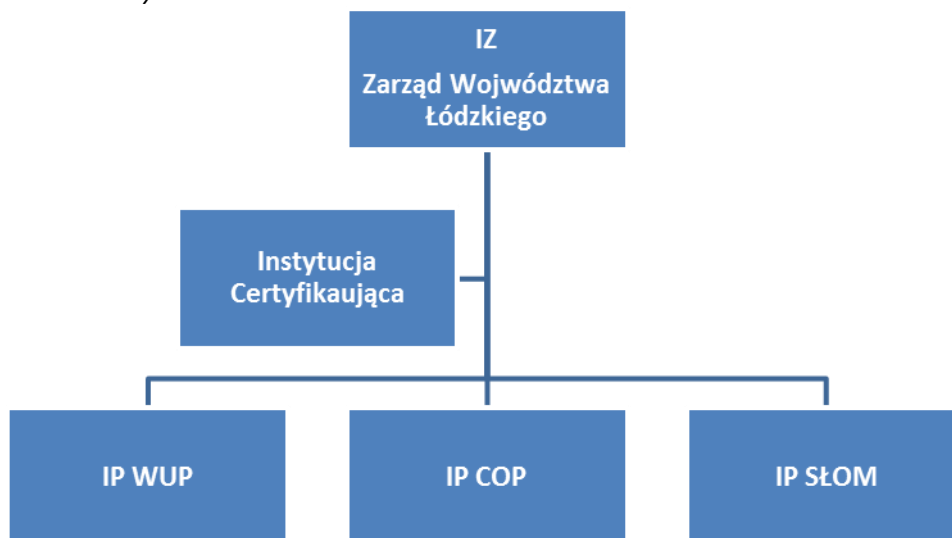 )
IZ
Zarząd Województwa
Łódzkiego
Instytucja
Certyfikaująca
IP WUP
IP COP
IP SŁOM